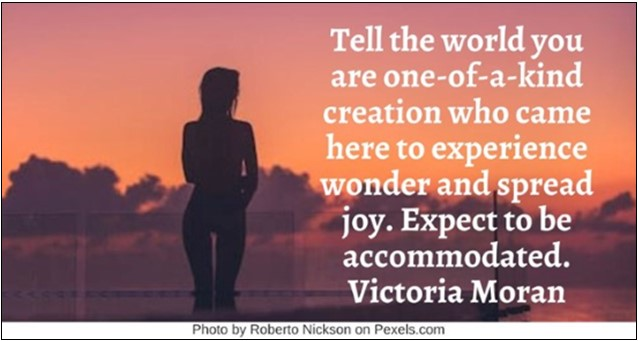 Tell the world you
are one-of-a-kind
creation who came
here to experience
wonder and spread
joy. Expect to be
accommodated.
Victoria Moran
Photo by Roberto Nickson on Pexels.com